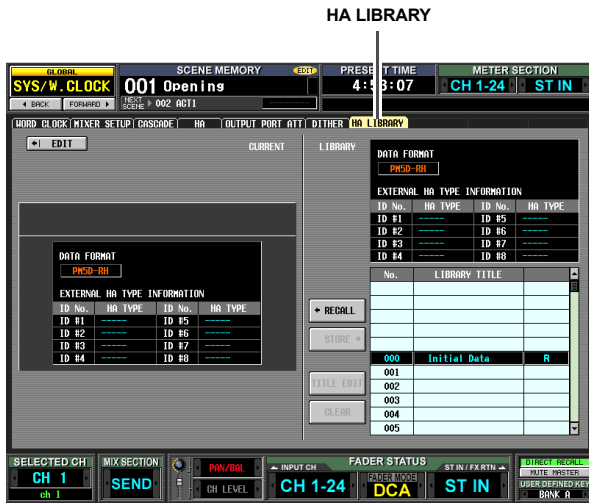 HA LIBRARY
GLOBAL SCENE MEMORY EDIT PRESENT TIME METER SECTION
SYS/W.CLOCK 001 Opening 4:53:07 CH 1-24 ST IN
BACK FORWARD NEXT SCENE 002 ACT1
WORD CLOCK MIXER SETUP CASCADE HA OUTPUT PORT ATT DITHER HA LIBRARY
EDIT CURRENT LIBRARY
DATA FORMAT
PM5D-RH
EXTERNAL HA TYPE INFORMATION
ID No. HA TYPE ID No. HA TYPE
ID #1 ----- ID #5 -----
ID #2 ----- ID #6 -----
ID #3 ----- ID #7 -----
ID #4 ----- ID #8 -----
DATA FORMAT
PM5D-RH
EXTERNAL HA TYPE INFORMATION
ID No. HA TYPE ID No. HA TYPE
ID #1 ----- ID #5 -----
ID #2 ----- ID #6 -----
ID #3 ----- ID #7 -----
ID #4 ----- ID #8 -----
RECALL
STORE
TITLE EDIT
CLEAR
No. LIBRARY TITLE
000 Initial Data R
001
002
003
004
005
SELECTED CH MIX SECTION PAN/BAL INPUT CH FADER STATUS ST IN / FX RTN DIRECT RECALL
CH 1 SEND CH LEVEL CH 1-24 FADER MODE DCA ST IN MUTE MASTER
ch 1 USER DEFINED KEY
BANK A